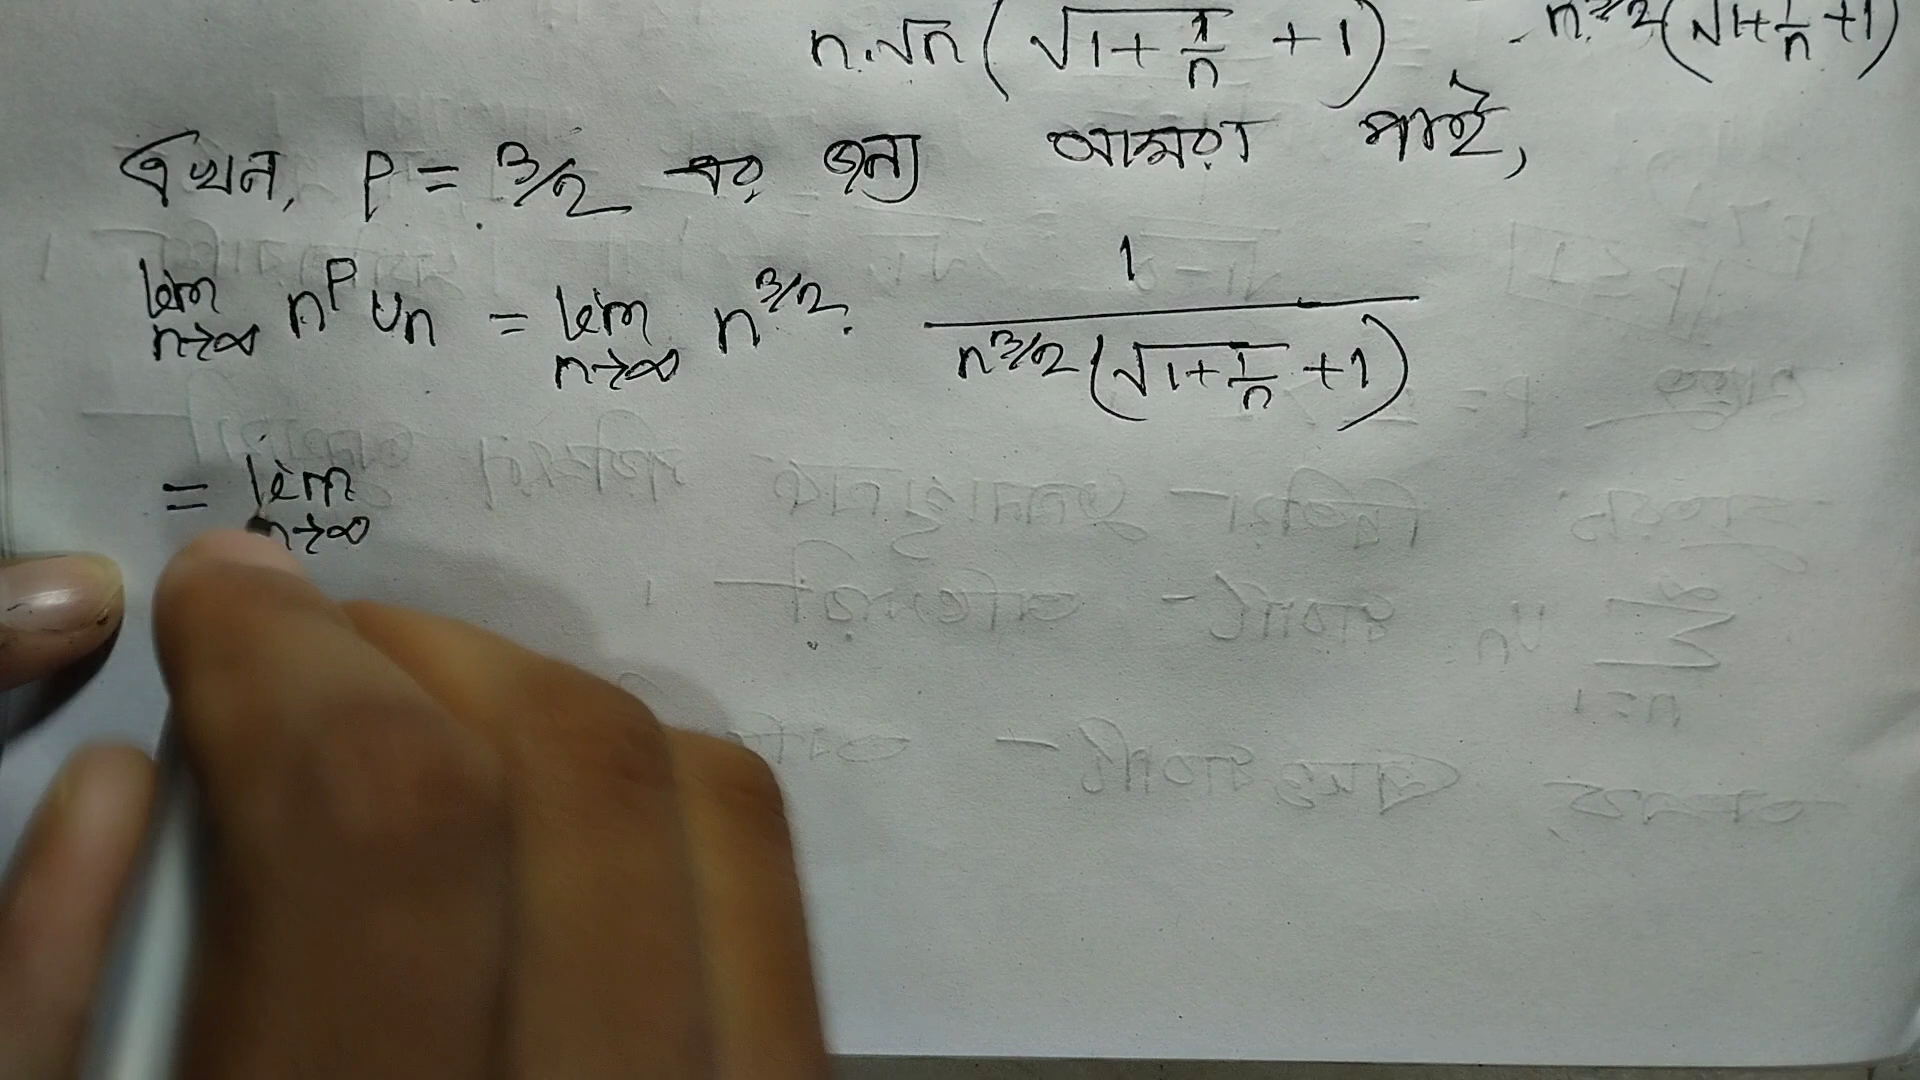 n.√n(√1+1/n +1) n^3/2(√1+1/n +1)
এখন, P = 3/2 এর জন্য আমরা পাই,
lim n→∞ n^P Un = lim n→∞ n^3/2. 1/n^3/2(√1+1/n +1)
= lim n→∞